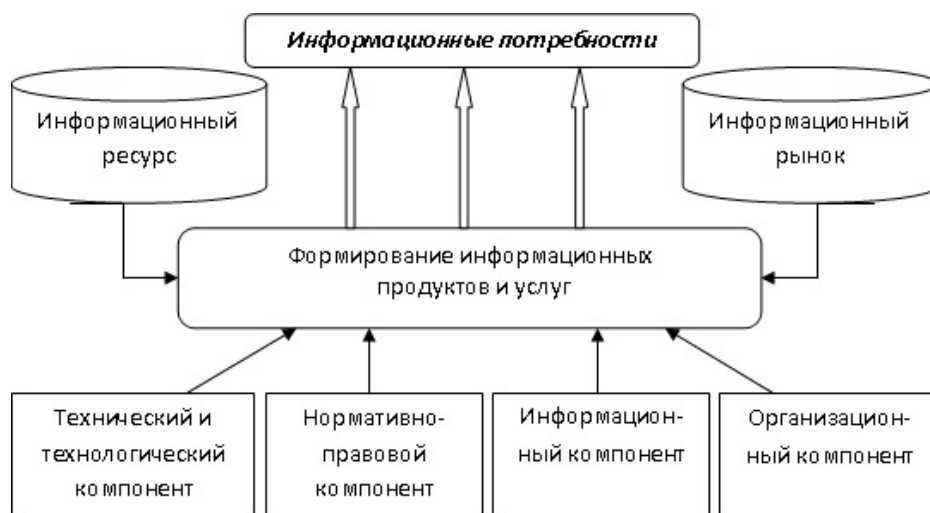 Информационные потребности
Информационный
ресурс
Информационный
рынок
Формирование информационных
продуктов и услуг
Технический и
технологический
компонент
Нормативно-
правовой
компонент
Информацион-
ный компонент
Организацион-
ный компонент